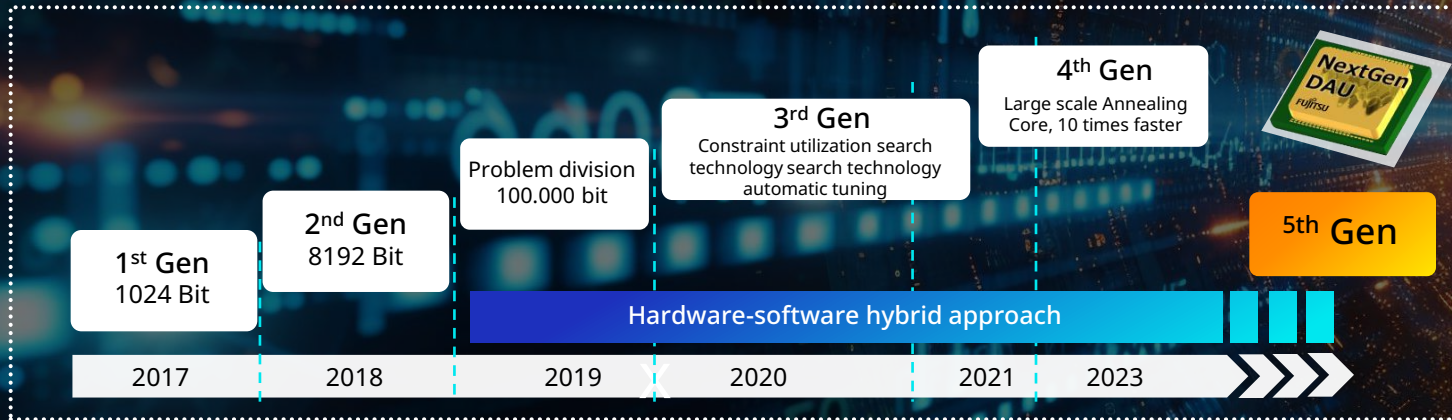 1st Gen
1024 Bit
2nd Gen
8192 Bit
Problem division
100.000 bit
3rd Gen
Constraint utilization search
technology search technology
automatic tuning
4th Gen
Large scale Annealing
Core, 10 times faster
NextGen
DAU
FUJITSU
5th Gen
Hardware-software hybrid approach
2017
2018
2019
X
2020
2021
2023